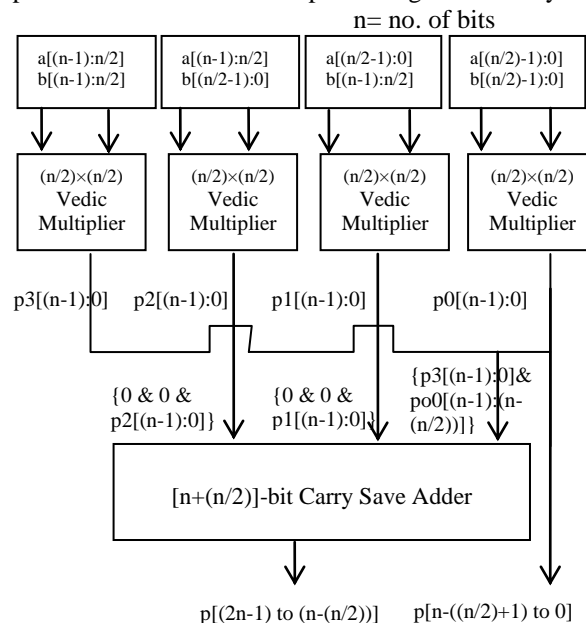 n= no. of bits
a[(n-1):n/2]
b[(n-1):n/2]
a[(n-1):n/2]
b[(n/2-1):0]
a[(n/2-1):0]
b[(n-1):n/2]
a[(n/2)-1):0]
b[(n/2)-1):0]
(n/2)×(n/2)
Vedic
Multiplier
(n/2)×(n/2)
Vedic
Multiplier
(n/2)×(n/2)
Vedic
Multiplier
(n/2)×(n/2)
Vedic
Multiplier
p3[(n-1):0]
p2[(n-1):0]
p1[(n-1):0]
p0[(n-1):0]
{0 & 0 &
p2[(n-1):0]}
{0 & 0 &
p1[(n-1):0]}
{p3[(n-1):0]&
po0[(n-1):(n-
(n/2))]}
[n+(n/2)]-bit Carry Save Adder
p[(2n-1) to (n-(n/2))]
p[n-((n/2)+1) to 0]